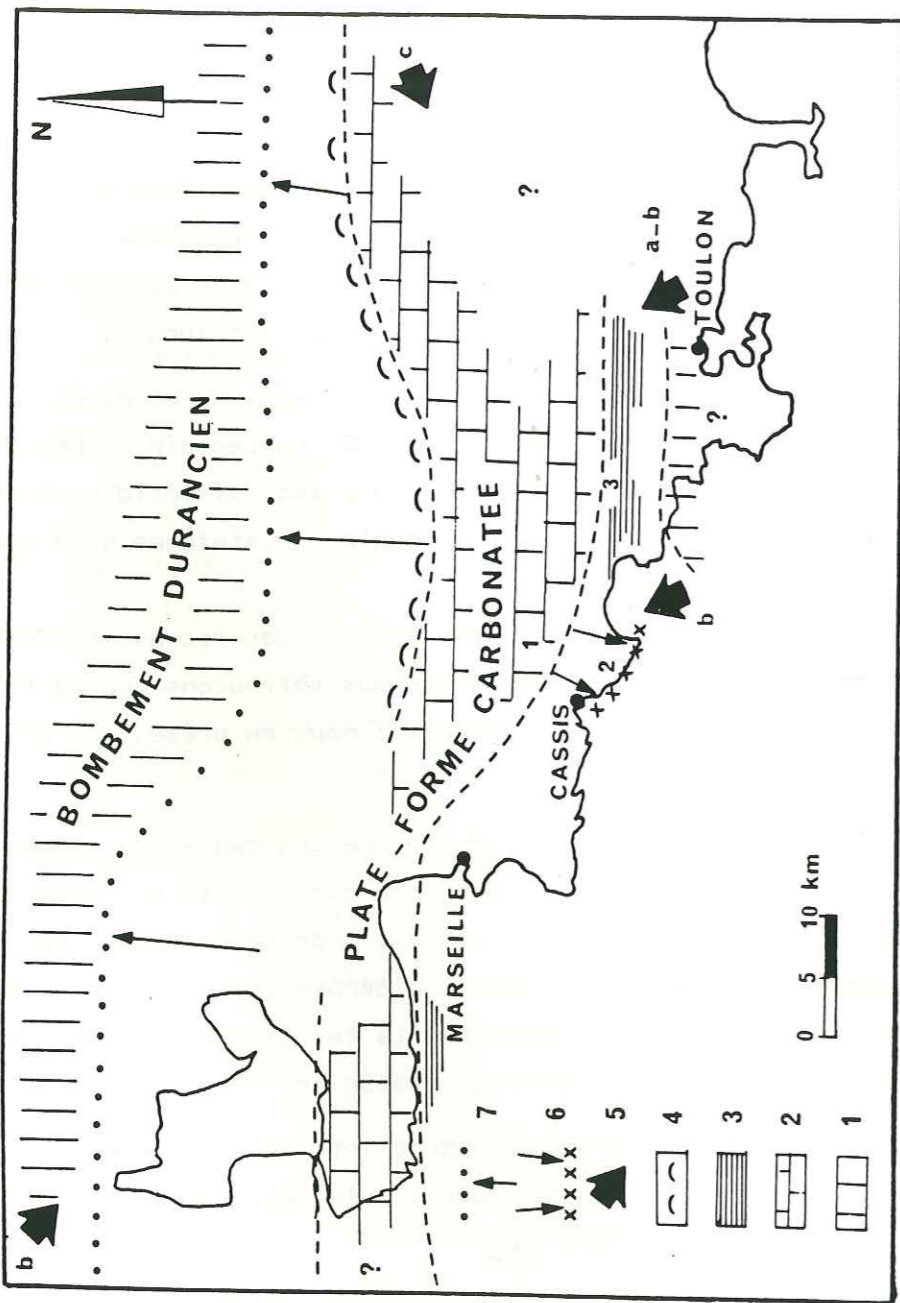 N
b
BOMBEMENT DURANCIEN
c
?
PLATE-FORME CARBONATEE
1
?
a-b
3
TOULON
?
2
b
CASSIS
MARSEILLE
?
0 5 10 km
7
6
5
4
3
2
1